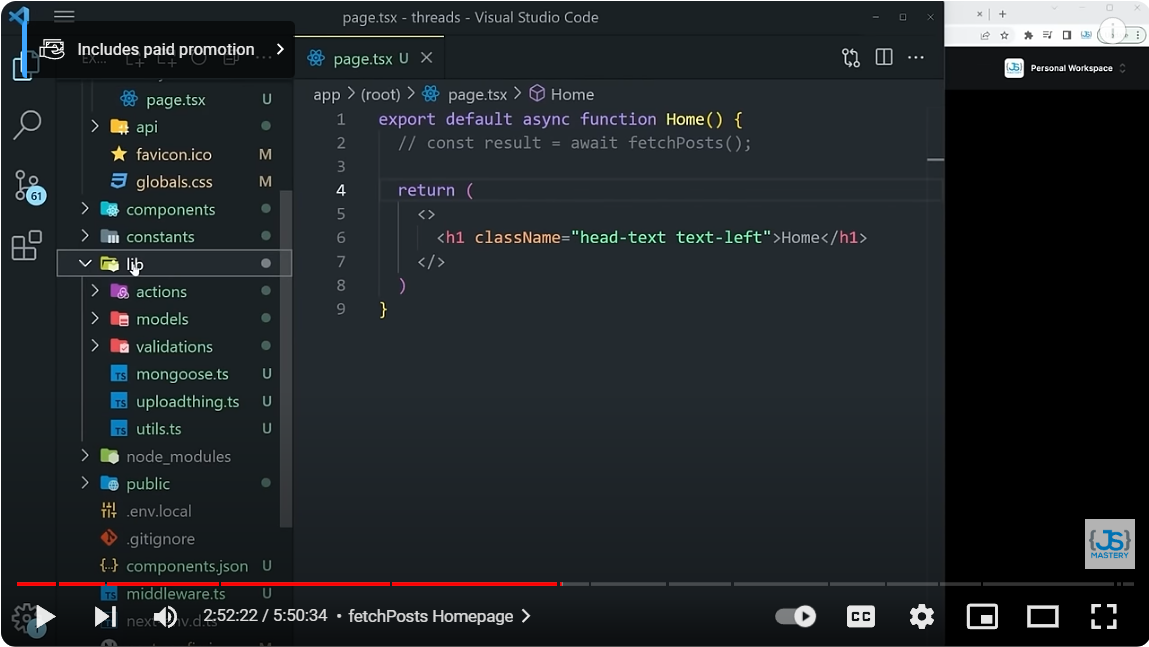 page.tsx - threads - Visual Studio Code
Includes paid promotion
page.tsx U
Personal Workspace
page.tsx U
api
favicon.ico M
globals.css M
61
components
constants
lib
actions
models
validations
mongoose.ts U
uploadthing.ts U
utils.ts U
node_modules
public
.env.local
.gitignore
components.json U
middleware.ts U
app > (root) > page.tsx > Home
1 export default async function Home() {
2 // const result = await fetchPosts();
3
4 return (
5 <>
6 <h1 className="head-text text-left">Home</h1>
7 </>
8 )
9 }
{JS}
MASTERY
2:52:22 / 5:50:34 • fetchPosts Homepage
CC